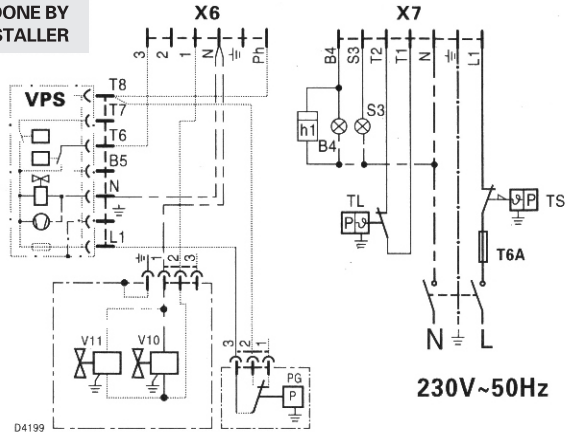 DONE BY
STALLER
X6
X7
3
2
1
N
Ph
B4
S3
T2
T1
N
L1
VPS
T8
T7
T6
B5
N
L1
h1
B4
S3
TL
P
TS
P
T6A
1
2
3
V11
V10
3
2
1
PG
P
N
L
230V~50Hz
D4199